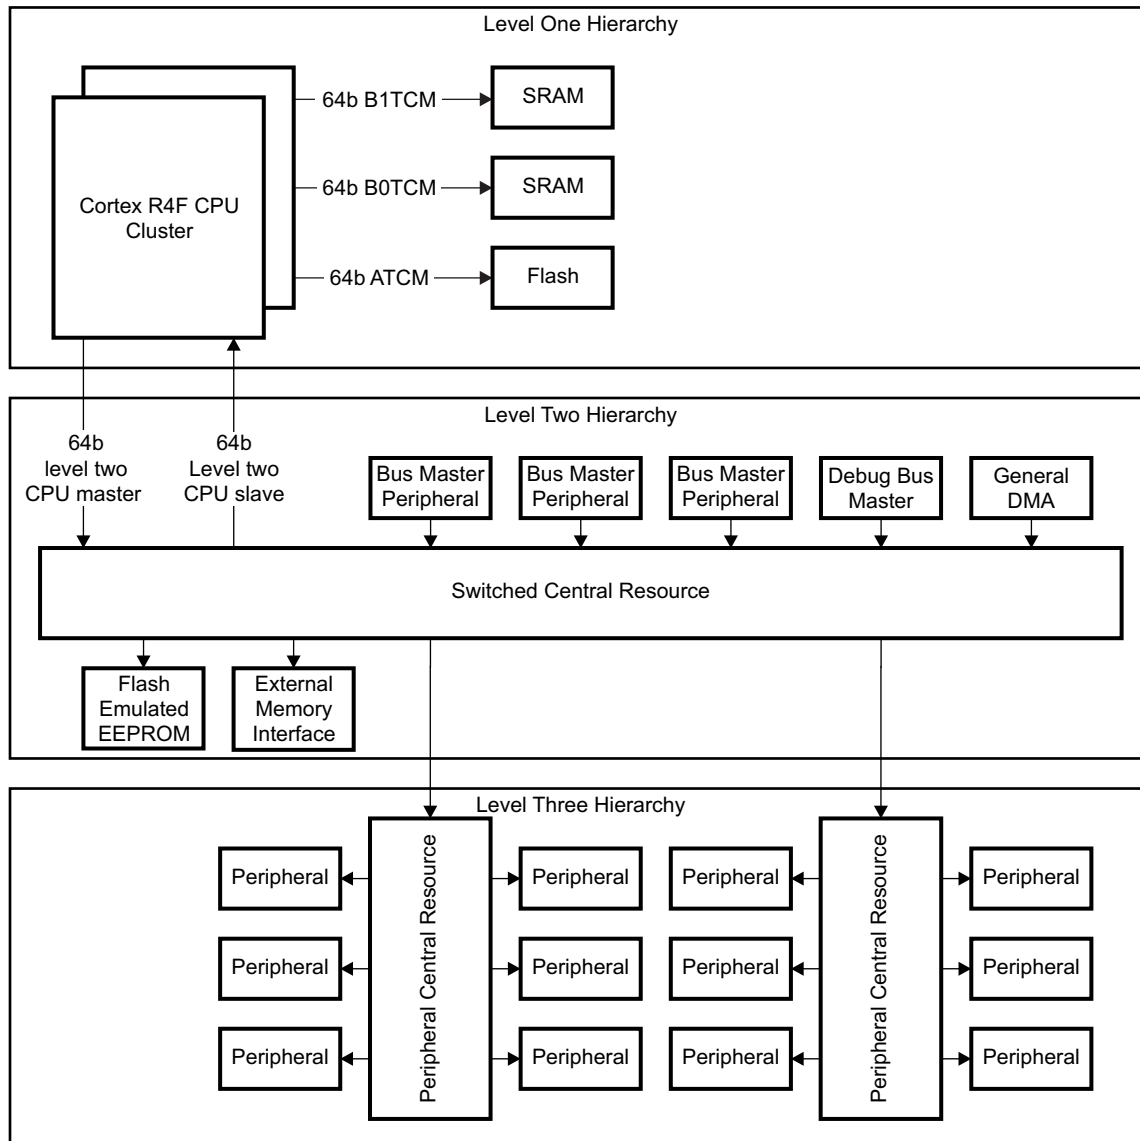 Level One Hierarchy
64b B1TCM
SRAM
64b B0TCM
SRAM
Cortex R4F CPU
Cluster
64b ATCM
Flash
Level Two Hierarchy
64b
level two
CPU master
64b
Level two
CPU slave
Bus Master
Peripheral
Bus Master
Peripheral
Bus Master
Peripheral
Debug Bus
Master
General
DMA
Switched Central Resource
Flash
Emulated
EEPROM
External
Memory
Interface
Level Three Hierarchy
Peripheral
Peripheral
Peripheral
Peripheral Central Resource
Peripheral
Peripheral
Peripheral
Peripheral
Peripheral
Peripheral
Peripheral Central Resource
Peripheral
Peripheral
Peripheral